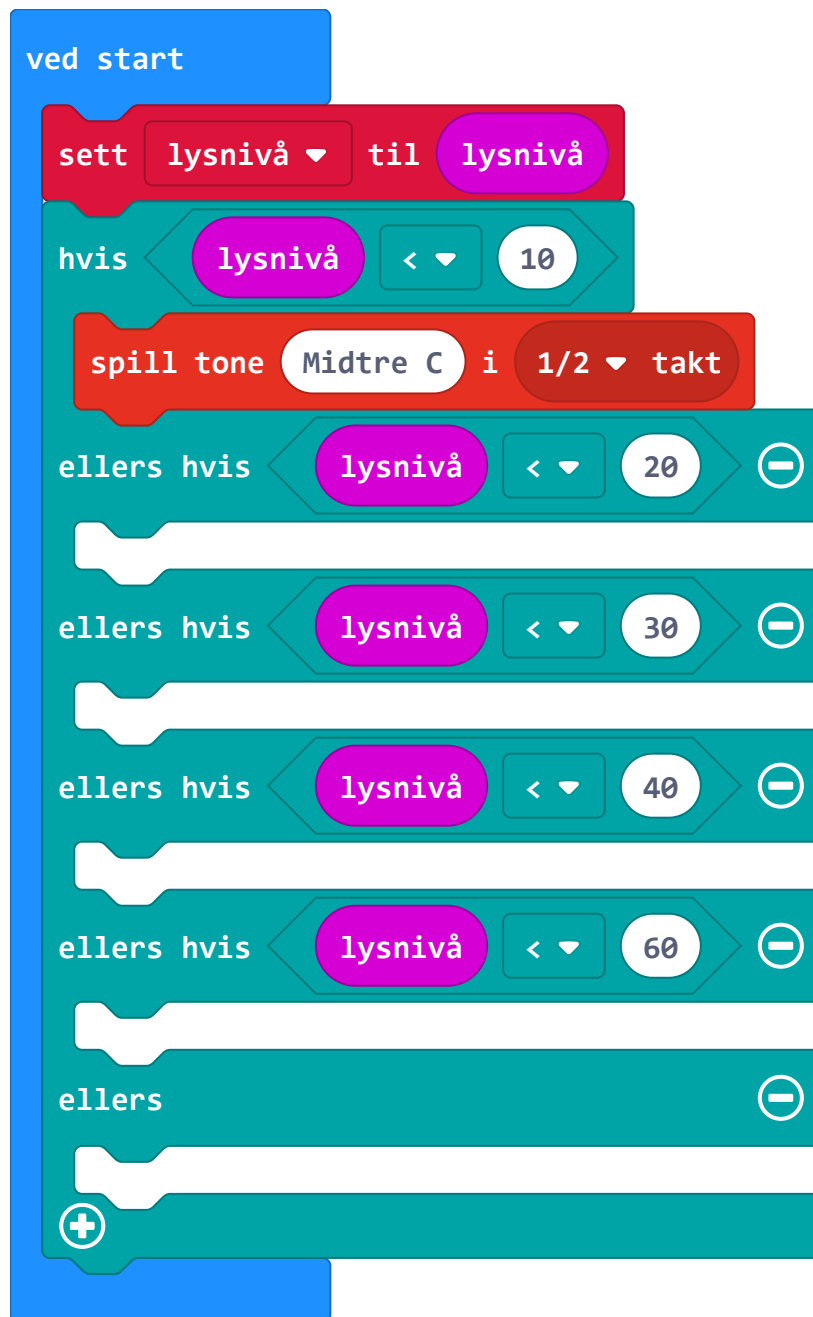 ved start
sett lysnivå til lysnivå
hvis lysnivå < 10
spill tone Midtre C i 1/2 takt
ellers hvis lysnivå < 20
ellers hvis lysnivå < 30
ellers hvis lysnivå < 40
ellers hvis lysnivå < 60
ellers